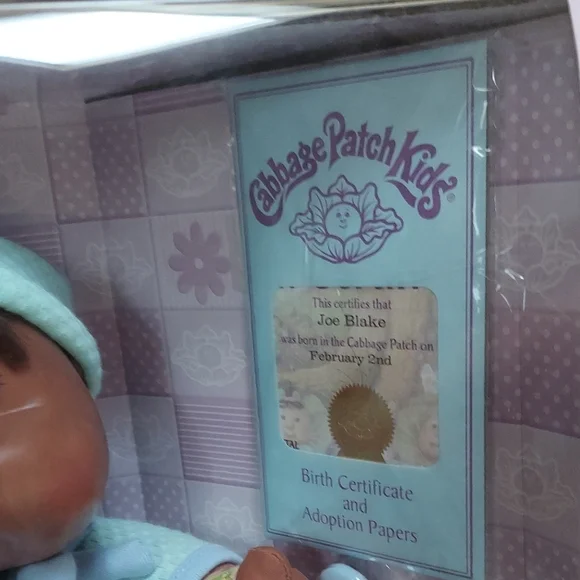 Cabbage Patch Kids®
This certifies that
Joe Blake
was born in the Cabbage Patch on
February 2nd
TAL
Birth Certificate
and
Adoption Papers